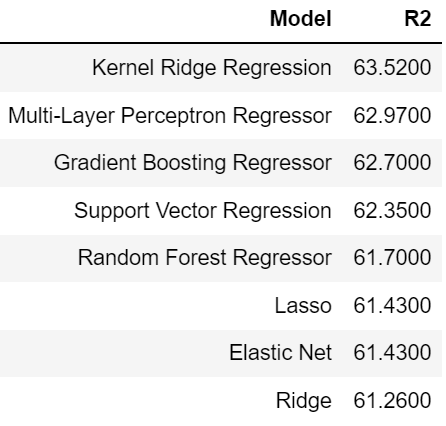 Model R2
Kernel Ridge Regression 63.5200
Multi-Layer Perceptron Regressor 62.9700
Gradient Boosting Regressor 62.7000
Support Vector Regression 62.3500
Random Forest Regressor 61.7000
Lasso 61.4300
Elastic Net 61.4300
Ridge 61.2600